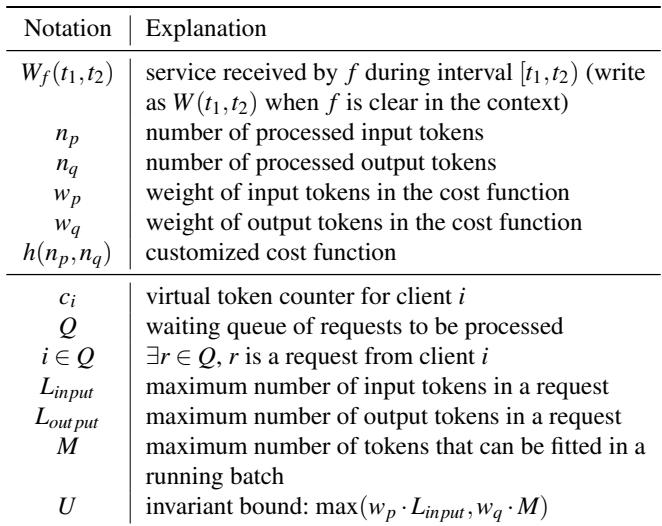 Notation Explanation
W_f(t_1,t_2) service received by f during interval [t_1,t_2) (write
as W(t_1,t_2) when f is clear in the context)
n_p number of processed input tokens
n_q number of processed output tokens
w_p weight of input tokens in the cost function
w_q weight of output tokens in the cost function
h(n_p,n_q) customized cost function
c_i virtual token counter for client i
Q waiting queue of requests to be processed
i ∈ Q ∃r ∈ Q, r is a request from client i
L_input maximum number of input tokens in a request
L_output maximum number of output tokens in a request
M maximum number of tokens that can be fitted in a
running batch
U invariant bound: max(w_p · L_input, w_q · M)